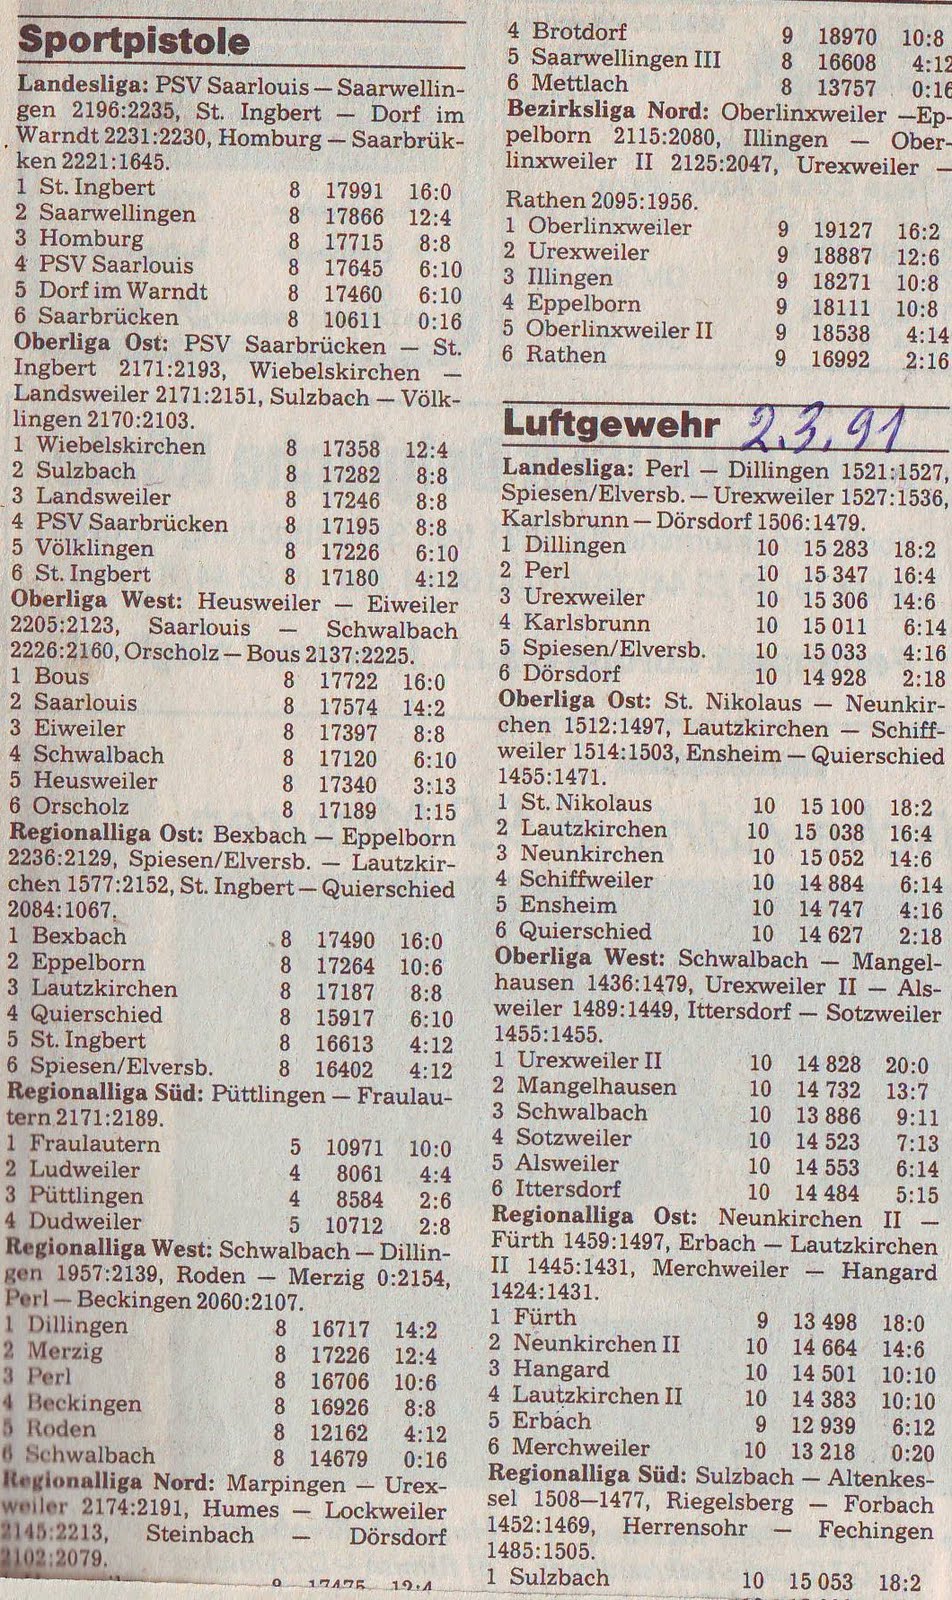 Sportpistole
Landesliga: PSV Saarlouis — Saarwellin-
gen 2196:2235, St. Ingbert — Dorf im
Warndt 2231:2230, Homburg — Saarbrük-
ken 2221:1645.
1 St. Ingbert 8 17991 16:0
2 Saarwellingen 8 17866 12:4
3 Homburg 8 17715 8:8
4 PSV Saarlouis 8 17645 6:10
5 Dorf im Warndt 8 17460 6:10
6 Saarbrücken 8 10611 0:16
Oberliga Ost: PSV Saarbrücken — St.
Ingbert 2171:2193, Wiebelskirchen —
Landsweiler 2171:2151, Sulzbach — Völk-
lingen 2170:2103.
1 Wiebelskirchen 8 17358 12:4
2 Sulzbach 8 17282 8:8
3 Landsweiler 8 17246 8:8
4 PSV Saarbrücken 8 17195 8:8
5 Völklingen 8 17226 6:10
6 St. Ingbert 8 17180 4:12
Oberliga West: Heusweiler — Eiweiler
2205:2123, Saarlouis — Schwalbach
2226:2160, Orscholz — Bous 2137:2225.
1 Bous 8 17722 16:0
2 Saarlouis 8 17574 14:2
3 Eiweiler 8 17397 8:8
4 Schwalbach 8 17120 6:10
5 Heusweiler 8 17340 3:13
6 Orscholz 8 17189 1:15
Regionalliga Ost: Bexbach — Eppelborn
2236:2129, Spiesen/Elversb. — Lautzkir-
chen 1577:2152, St. Ingbert — Quierschied
2084:1067.
1 Bexbach 8 17490 16:0
2 Eppelborn 8 17264 10:6
3 Lautzkirchen 8 17187 8:8
4 Quierschied 8 15917 6:10
5 St. Ingbert 8 16613 4:12
6 Spiesen/Elversb. 8 16402 4:12
Regionalliga Süd: Püttlingen — Fraulau-
tern 2171:2189.
1 Fraulautern 5 10971 10:0
2 Ludweiler 4 8061 4:4
3 Püttlingen 4 8584 2:6
4 Dudweiler 5 10712 2:8
Regionalliga West: Schwalbach — Dillin-
gen 1957:2139, Roden — Merzig 0:2154,
Perl — Beckingen 2060:2107.
1 Dillingen 8 16717 14:2
2 Merzig 8 17226 12:4
3 Perl 8 16706 10:6
4 Beckingen 8 16926 8:8
5 Roden 8 12162 4:12
6 Schwalbach 8 14679 0:16
Regionalliga Nord: Marpingen — Urex-
weiler 2174:2191, Humes — Lockweiler
2145:2213, Steinbach — Dörsdorf
2102:2079.
4 Brotdorf 9 18970 10:8
5 Saarwellingen III 8 16608 4:12
6 Mettlach 8 13757 0:16
Bezirksliga Nord: Oberlinxweiler —Ep-
pelborn 2115:2080, Illingen — Ober-
linxweiler II 2125:2047, Urexweiler —
Rathen 2095:1956.
1 Oberlinxweiler 9 19127 16:2
2 Urexweiler 9 18887 12:6
3 Illingen 9 18271 10:8
4 Eppelborn 9 18111 10:8
5 Oberlinxweiler II 9 18538 4:14
6 Rathen 9 16992 2:16
Luftgewehr 2.3.91
Landesliga: Perl — Dillingen 1521:1527,
Spiesen/Elversb. — Urexweiler 1527:1536,
Karlsbrunn — Dörsdorf 1506:1479.
1 Dillingen 10 15 283 18:2
2 Perl 10 15 347 16:4
3 Urexweiler 10 15 306 14:6
4 Karlsbrunn 10 15 011 6:14
5 Spiesen/Elversb. 10 15 033 4:16
6 Dörsdorf 10 14 928 2:18
Oberliga Ost: St. Nikolaus — Neunkir-
chen 1512:1497, Lautzkirchen — Schiff-
weiler 1514:1503, Ensheim — Quierschied
1455:1471.
1 St. Nikolaus 10 15 100 18:2
2 Lautzkirchen 10 15 038 16:4
3 Neunkirchen 10 15 052 14:6
4 Schiffweiler 10 14 884 6:14
5 Ensheim 10 14 747 4:16
6 Quierschied 10 14 627 2:18
Oberliga West: Schwalbach — Mangel-
hausen 1436:1479, Urexweiler II — Als-
weiler 1489:1449, Ittersdorf — Sotzweiler
1455:1455.
1 Urexweiler II 10 14 828 20:0
2 Mangelhausen 10 14 732 13:7
3 Schwalbach 10 13 886 9:11
4 Sotzweiler 10 14 523 7:13
5 Alsweiler 10 14 553 6:14
6 Ittersdorf 10 14 484 5:15
Regionalliga Ost: Neunkirchen II —
Fürth 1459:1497, Erbach — Lautzkirchen
II 1445:1431, Merchweiler — Hangard
1424:1431.
1 Fürth 9 13 498 18:0
2 Neunkirchen II 10 14 664 14:6
3 Hangard 10 14 501 10:10
4 Lautzkirchen II 10 14 383 10:10
5 Erbach 9 12 939 6:12
6 Merchweiler 10 13 218 0:20
Regionalliga Süd: Sulzbach — Altenkes-
sel 1508—1477, Riegelsberg — Forbach
1452:1469, Herrensohr — Fechingen
1485:1505.
1 Sulzbach 10 15 053 18:2